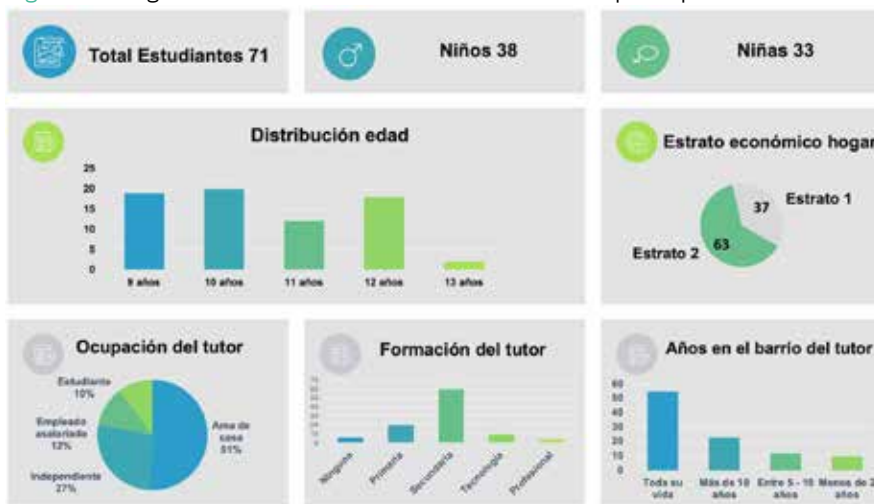 Total Estudiantes 71
Niños 38
Niñas 33
Distribución edad
25
20
15
10
5
0
9 años
10 años
11 años
12 años
13 años
Estrato económico hogar
37
Estrato 1
63
Estrato 2
Ocupación del tutor
Estudiante
10%
Empleado
asalariado
12%
Independiente
27%
Ama de
casa
51%
Formación del tutor
Ninguna
Primaria
Secundaria
Tecnología
Profesional
Años en el barrio del tutor
60
50
40
30
20
10
0
Toda su
vida
Más de 10
años
Entre 5 - 10
años
Menos de 2
años